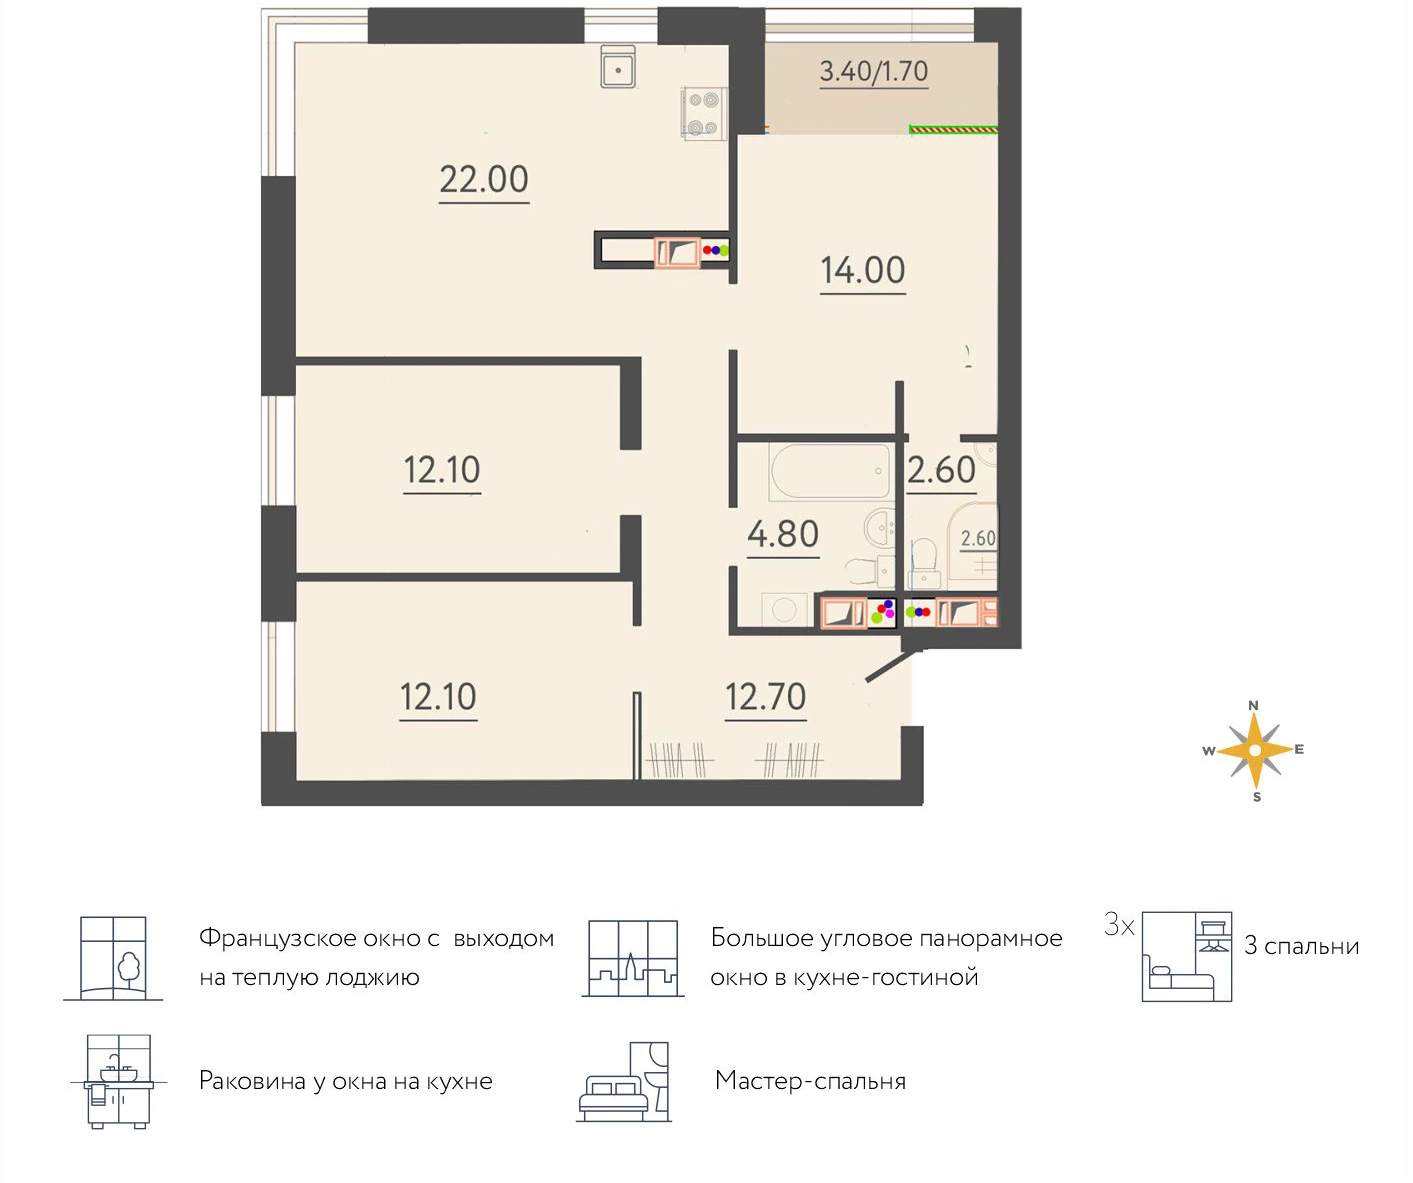 3.40/1.70
22.00
14.00
12.10
2.60
4.80
2.60
12.10
12.70
N
W E
S
Французское окно с выходом
на теплую лоджию
Большое угловое панорамное
окно в кухне-гостиной
3x
3 спальни
Раковина у окна на кухне
Мастер-спальня